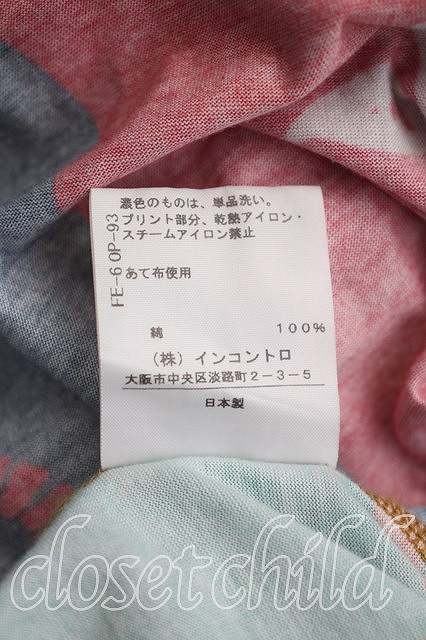 濃色のものは、単品洗い。
プリント部分、乾熱アイロン・
スチームアイロン禁止
あて布使用
FE-6 0P-93
綿 100%
(株) インコントロ
大阪市中央区淡路町2-3-5
日本製
closet child